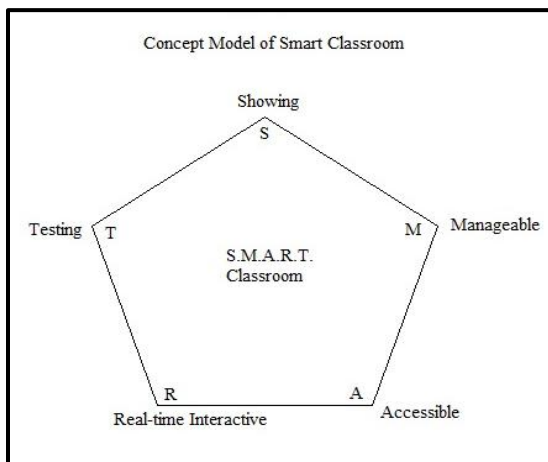 Concept Model of Smart Classroom
Showing
S
Testing
T
M
Manageable
S.M.A.R.T.
Classroom
R
A
Real-time Interactive
Accessible